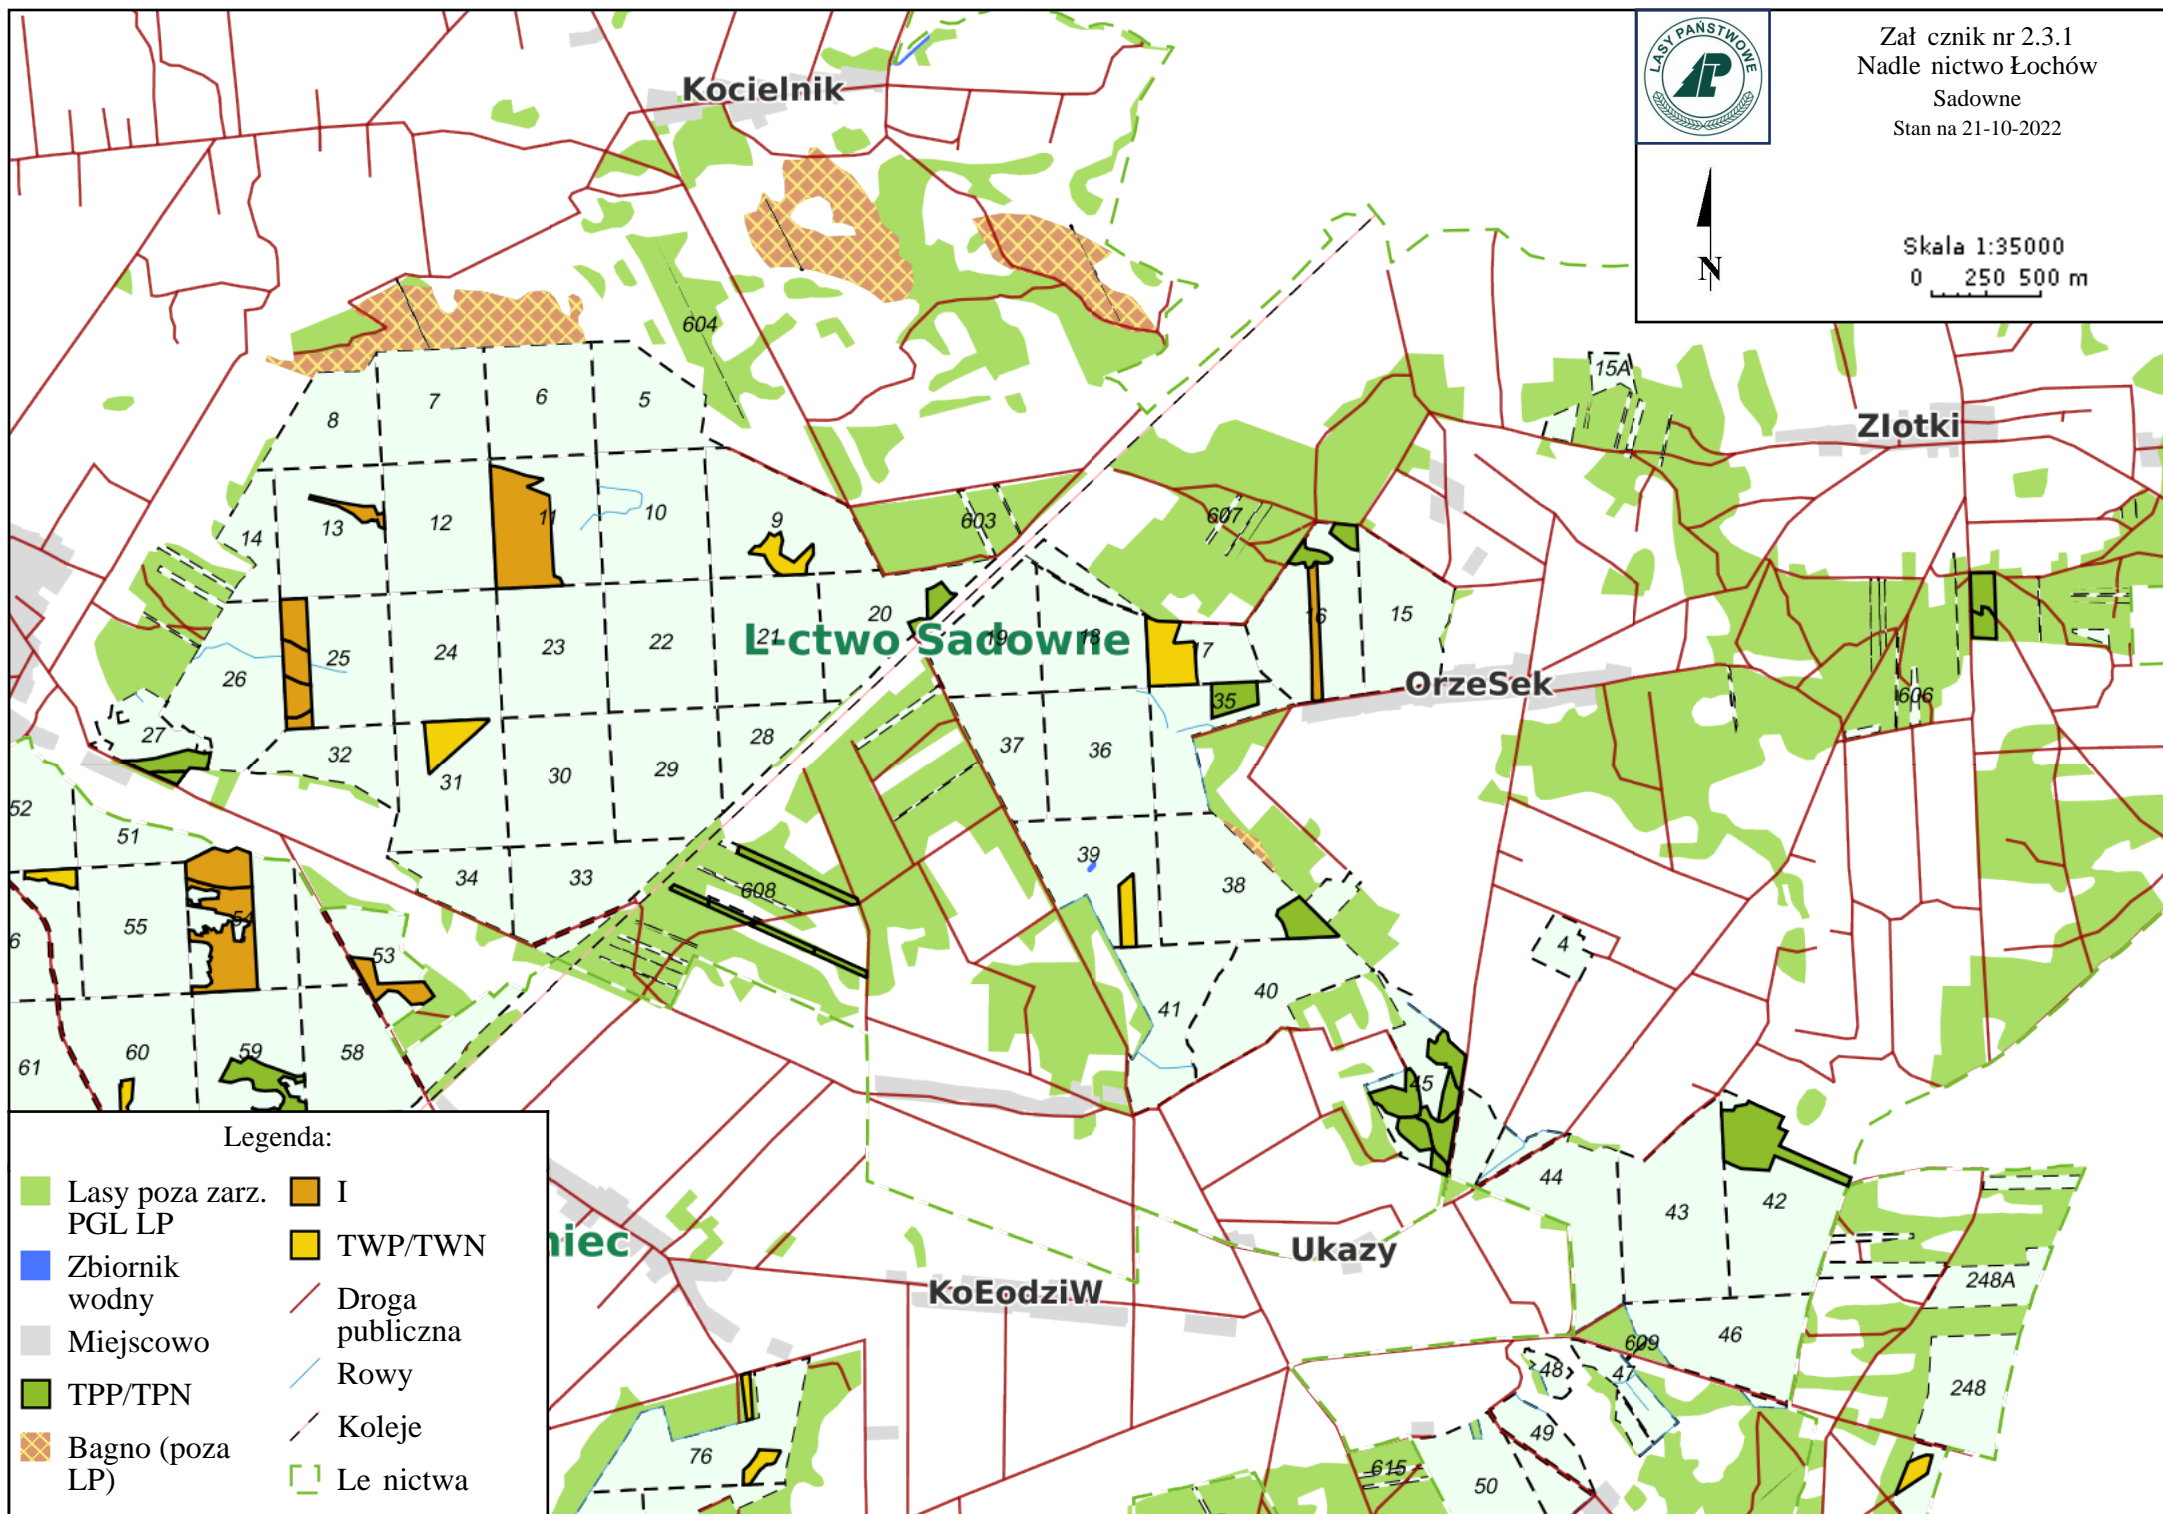 LASY PAŃSTWOWE
Zał cznik nr 2.3.1
Nadle nictwo Łochów
Sadowne
Stan na 21-10-2022
N
Skala 1:35000
0 250 500 m
Kocielnik
604
15A
Zlotki
5
6
7
8
9
10
11
12
13
14
603
607
16
15
20
21
22
23
24
25
26
L-ctwo Sadowne
19
18
17
35
OrzeSek
606
27
28
29
30
31
32
37
36
52
51
34
33
608
39
38
55
54
53
6
4
41
40
61
60
59
58
45
44
43
42
Legenda:
Lasy poza zarz.
PGL LP
Zbiornik
wodny
Miejscowo
TPP/TPN
Bagno (poza
LP)
I
TWP/TWN
Droga
publiczna
Rowy
Koleje
Le nictwa
niec
KoEodziW
Ukazy
248A
46
609
48
47
248
49
76
615
50